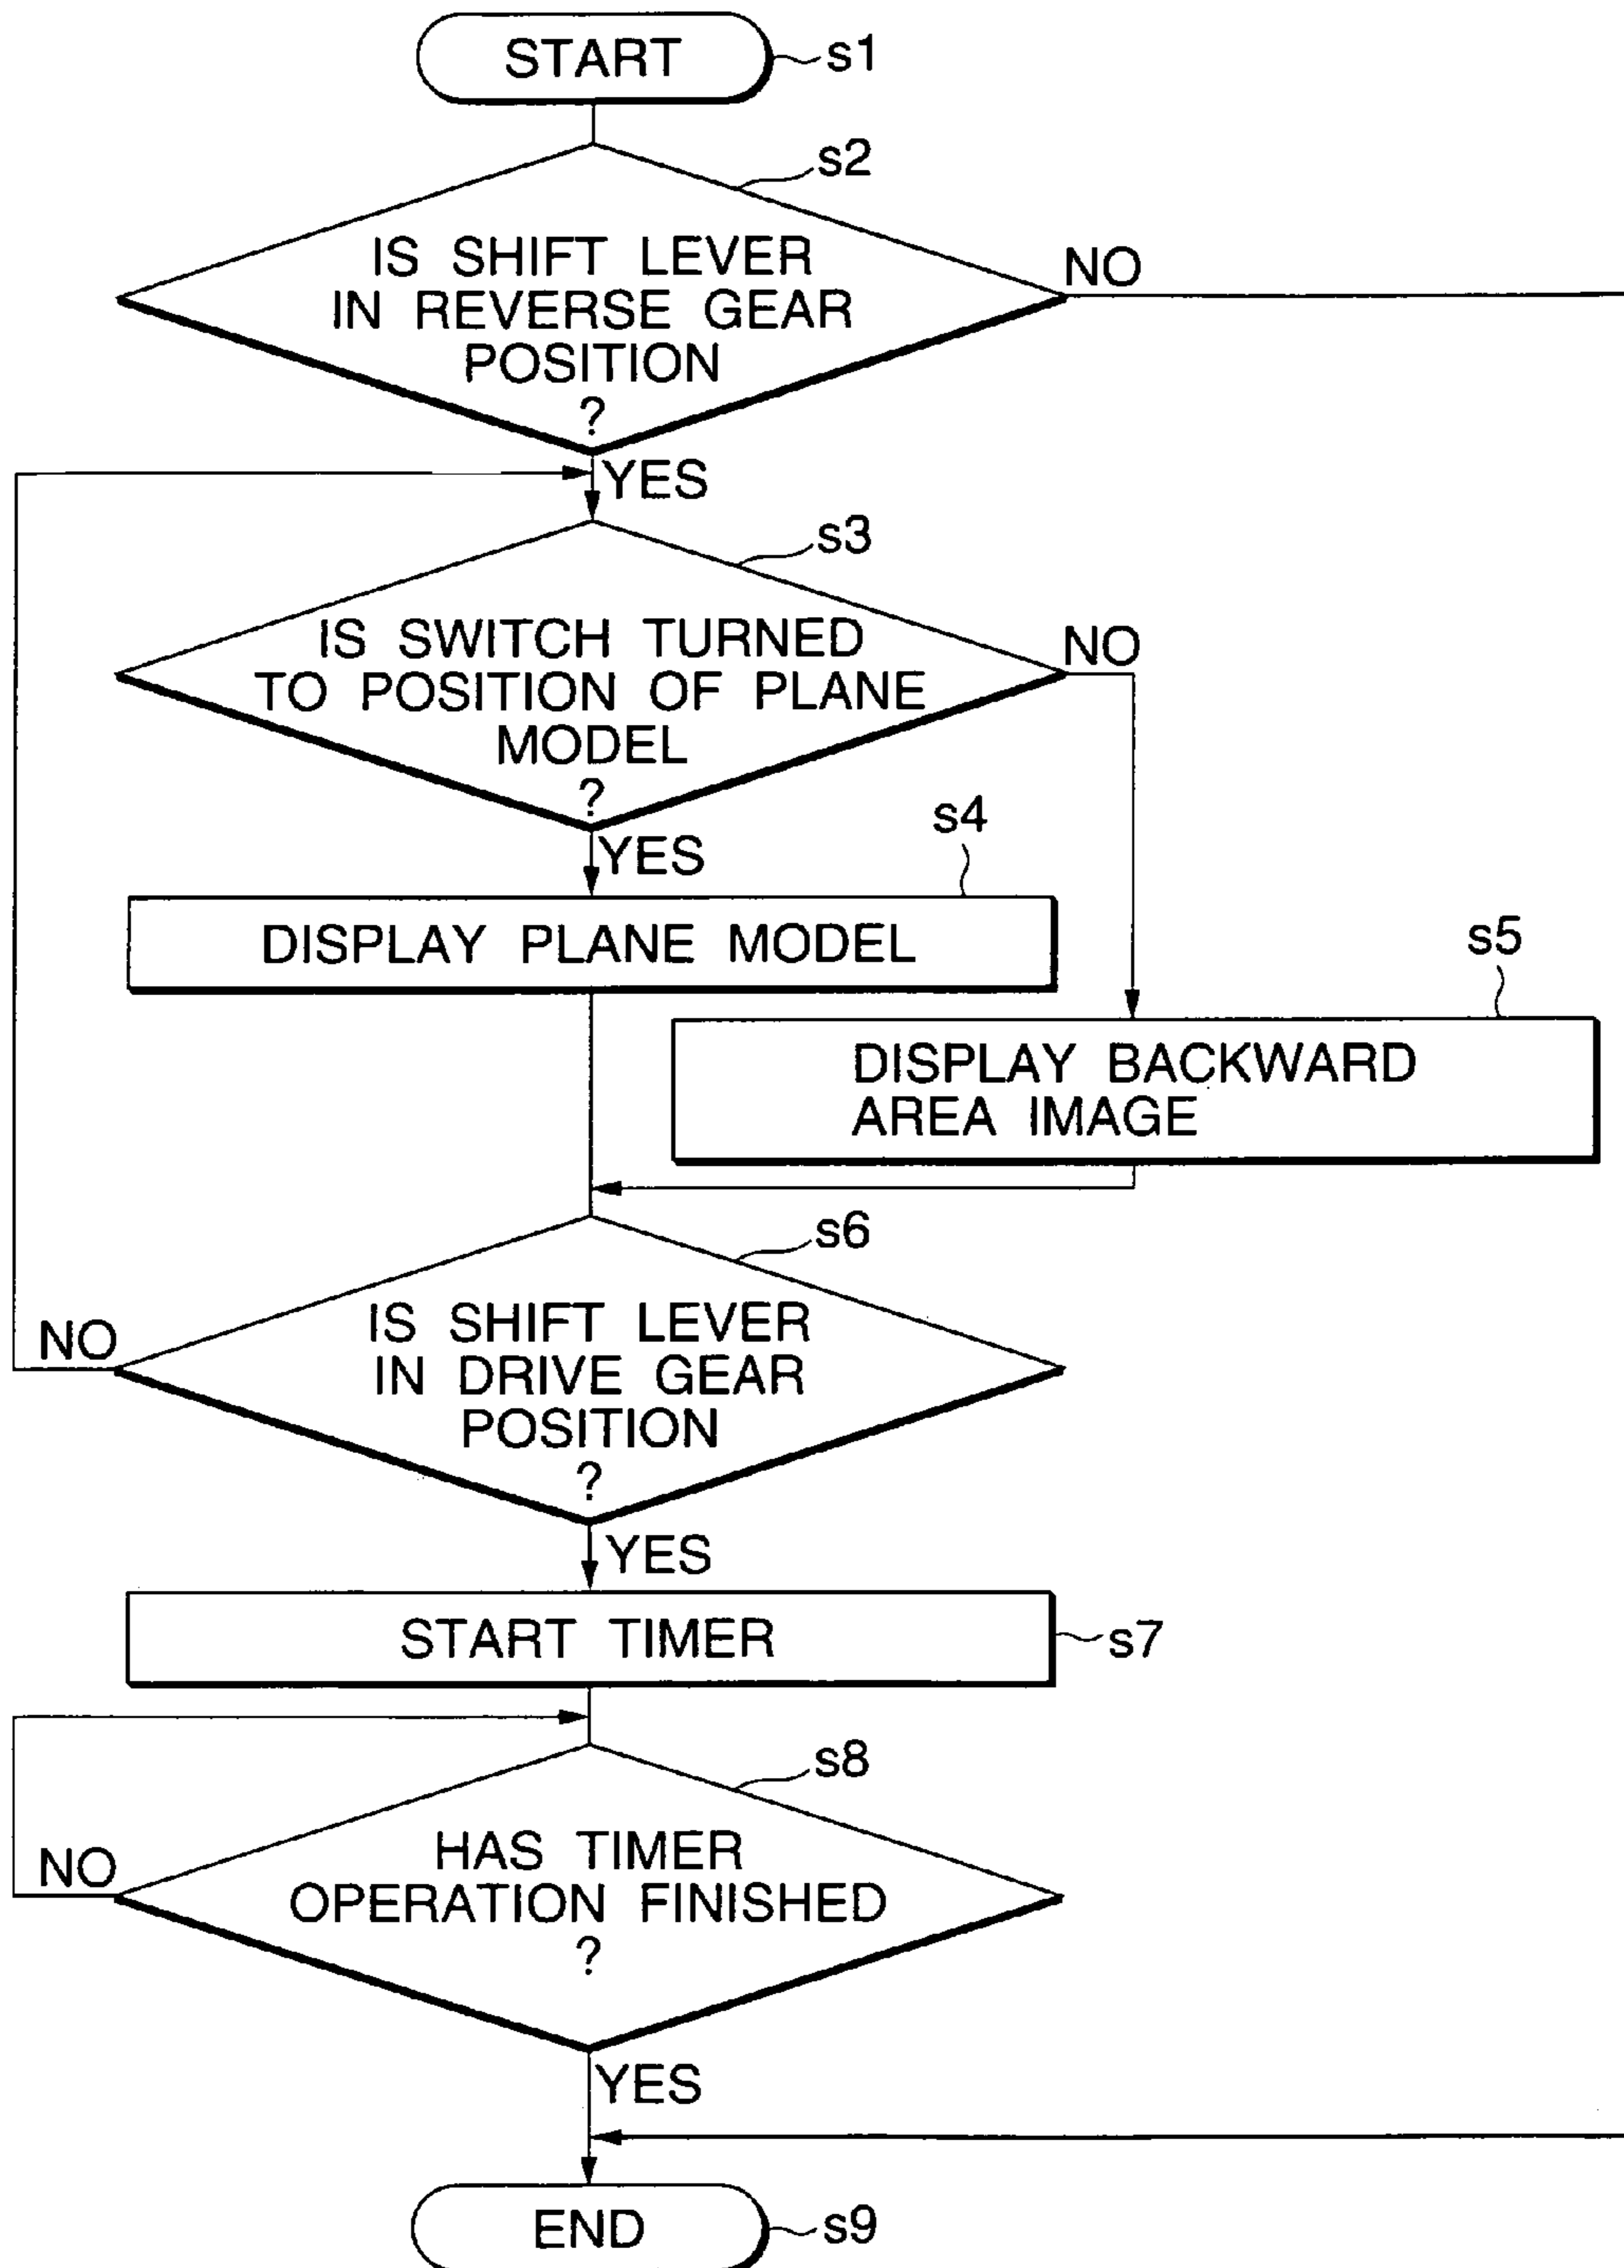 START
s1
s2
IS SHIFT LEVER
IN REVERSE GEAR
POSITION
?
NO
YES
s3
IS SWITCH TURNED
TO POSITION OF PLANE
MODEL
?
NO
YES
s4
DISPLAY PLANE MODEL
s5
DISPLAY BACKWARD
AREA IMAGE
s6
IS SHIFT LEVER
IN DRIVE GEAR
POSITION
?
NO
YES
START TIMER
s7
s8
HAS TIMER
OPERATION FINISHED
?
NO
YES
END
s9